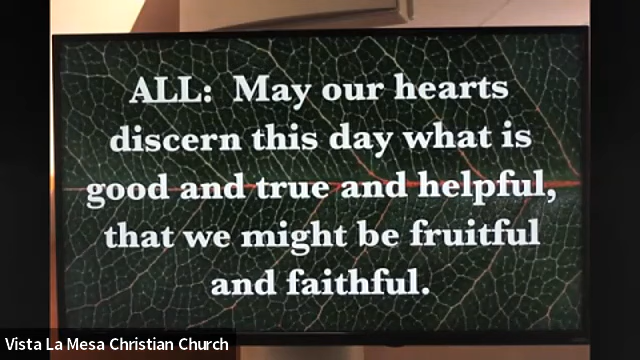 ALL: May our hearts
discern this day what is
good and true and helpful,
that we might be fruitful
and faithful.
Vista La Mesa Christian Church